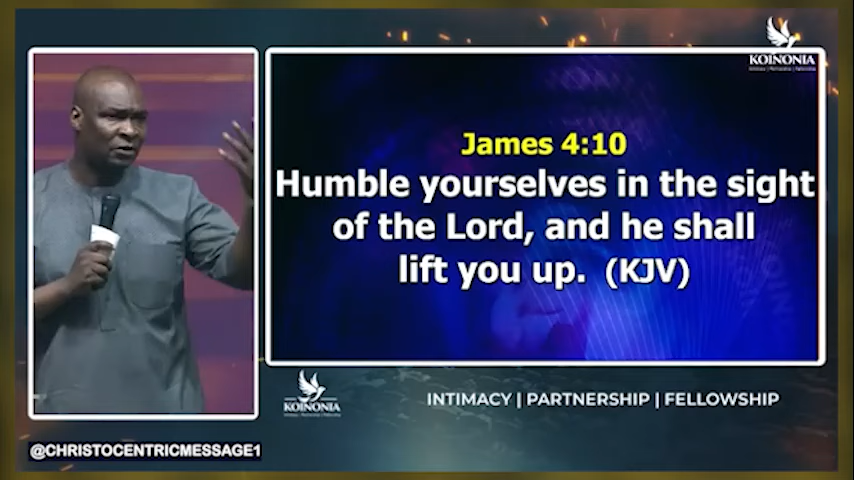 KOINONIA
James 4:10
Humble yourselves in the sight
of the Lord, and he shall
lift you up. (KJV)
KOINONIA
INTIMACY | PARTNERSHIP | FELLOWSHIP
@CHRISTOCENTRICMESSAGE1